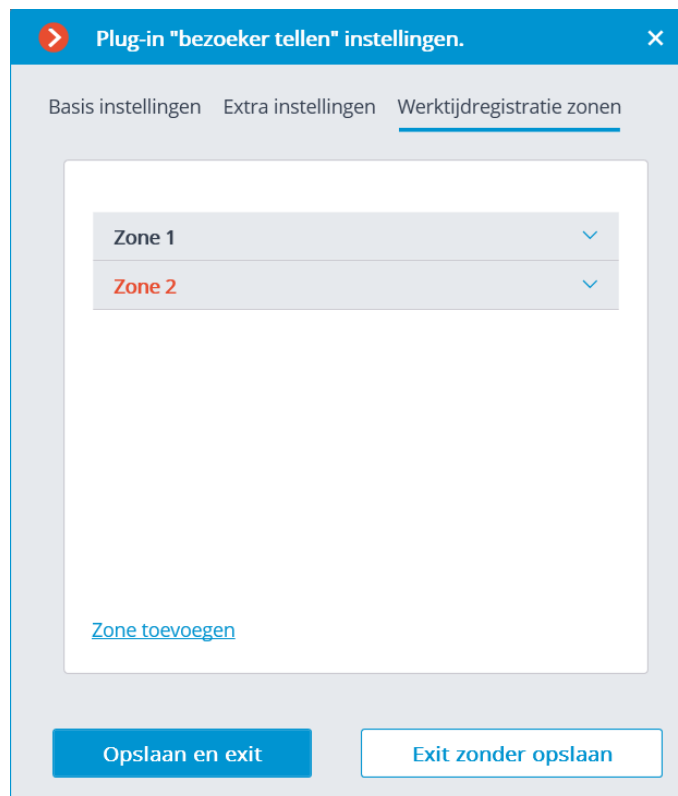 Plug-in "bezoeker tellen" instellingen.
Basis instellingen Extra instellingen Werktijdregistratie zonen
Zone 1
Zone 2
Zone toevoegen
Opslaan en exit Exit zonder opslaan